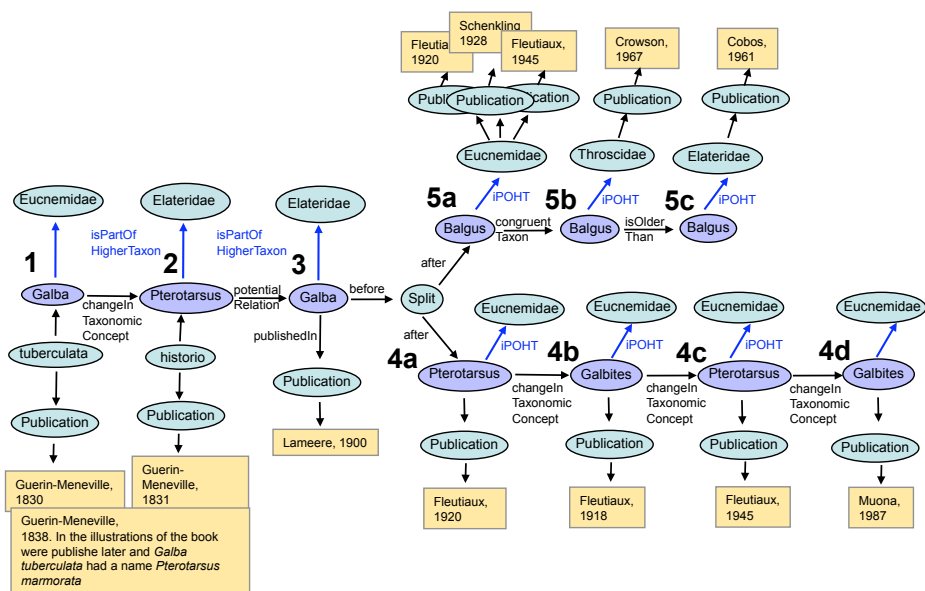 Fleutia
1920
Schenkling
1928
Fleutiaux,
1945
Crowson,
1967
Cobos,
1961
Publi
Publication
ication
Publication
Publication
Eucnemidae
Throscidae
Elateridae
5a
iPOHT
5b
iPOHT
5c
iPOHT
Balgus
congruent
Taxon
Balgus
isOlder
Than
Balgus
Eucnemidae
Elateridae
Elateridae
isPartOf
HigherTaxon
isPartOf
HigherTaxon
1
2
3
after
Galba
changeIn
Taxonomic
Concept
Pterotarsus
potential
Relation
Galba
before
Split
after
publishedIn
Eucnemidae
Eucnemidae
Eucnemidae
Eucnemidae
4a
iPOHT
4b
iPOHT
4c
iPOHT
4d
Pterotarsus
changeIn
Taxonomic
Concept
Galbites
changeIn
Taxonomic
Concept
Pterotarsus
changeIn
Taxonomic
Concept
Galbites
tuberculata
historio
Publication
Publication
Publication
Publication
Publication
Publication
Publication
Lameere, 1900
Guerin-Meneville,
1830
Guerin-
Meneville,
1831
Fleutiaux,
1920
Fleutiaux,
1918
Fleutiaux,
1945
Muona,
1987
Guerin-Meneville,
1838. In the illustrations of the book
were publishe later and Galba
tuberculata had a name Pterotarsus
marmorata